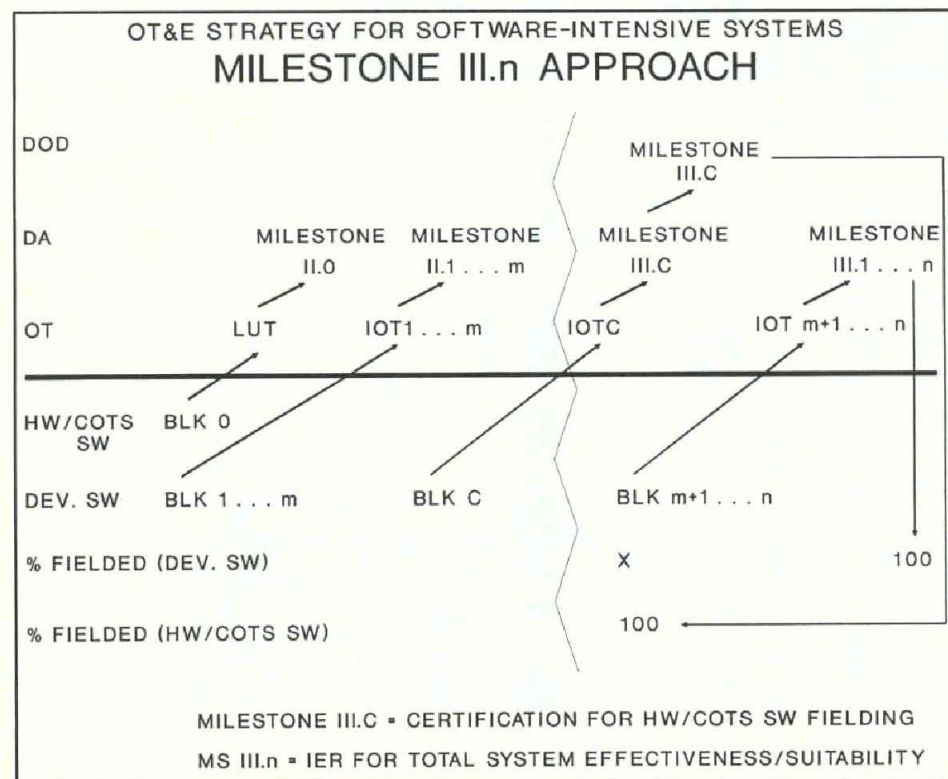 OT&E STRATEGY FOR SOFTWARE-INTENSIVE SYSTEMS
MILESTONE III.n APPROACH
DOD
MILESTONE
III.C
DA MILESTONE MILESTONE MILESTONE MILESTONE
II.0 II.1 . . . m III.C III.1 . . . n
OT LUT IOT1 . . . m IOTC IOT m+1 . . . n
HW/COTS BLK 0
SW
DEV. SW BLK 1 . . . m BLK C BLK m+1 . . . n
% FIELDED (DEV. SW) X 100
% FIELDED (HW/COTS SW) 100
MILESTONE III.C = CERTIFICATION FOR HW/COTS SW FIELDING
MS III.n = IER FOR TOTAL SYSTEM EFFECTIVENESS/SUITABILITY